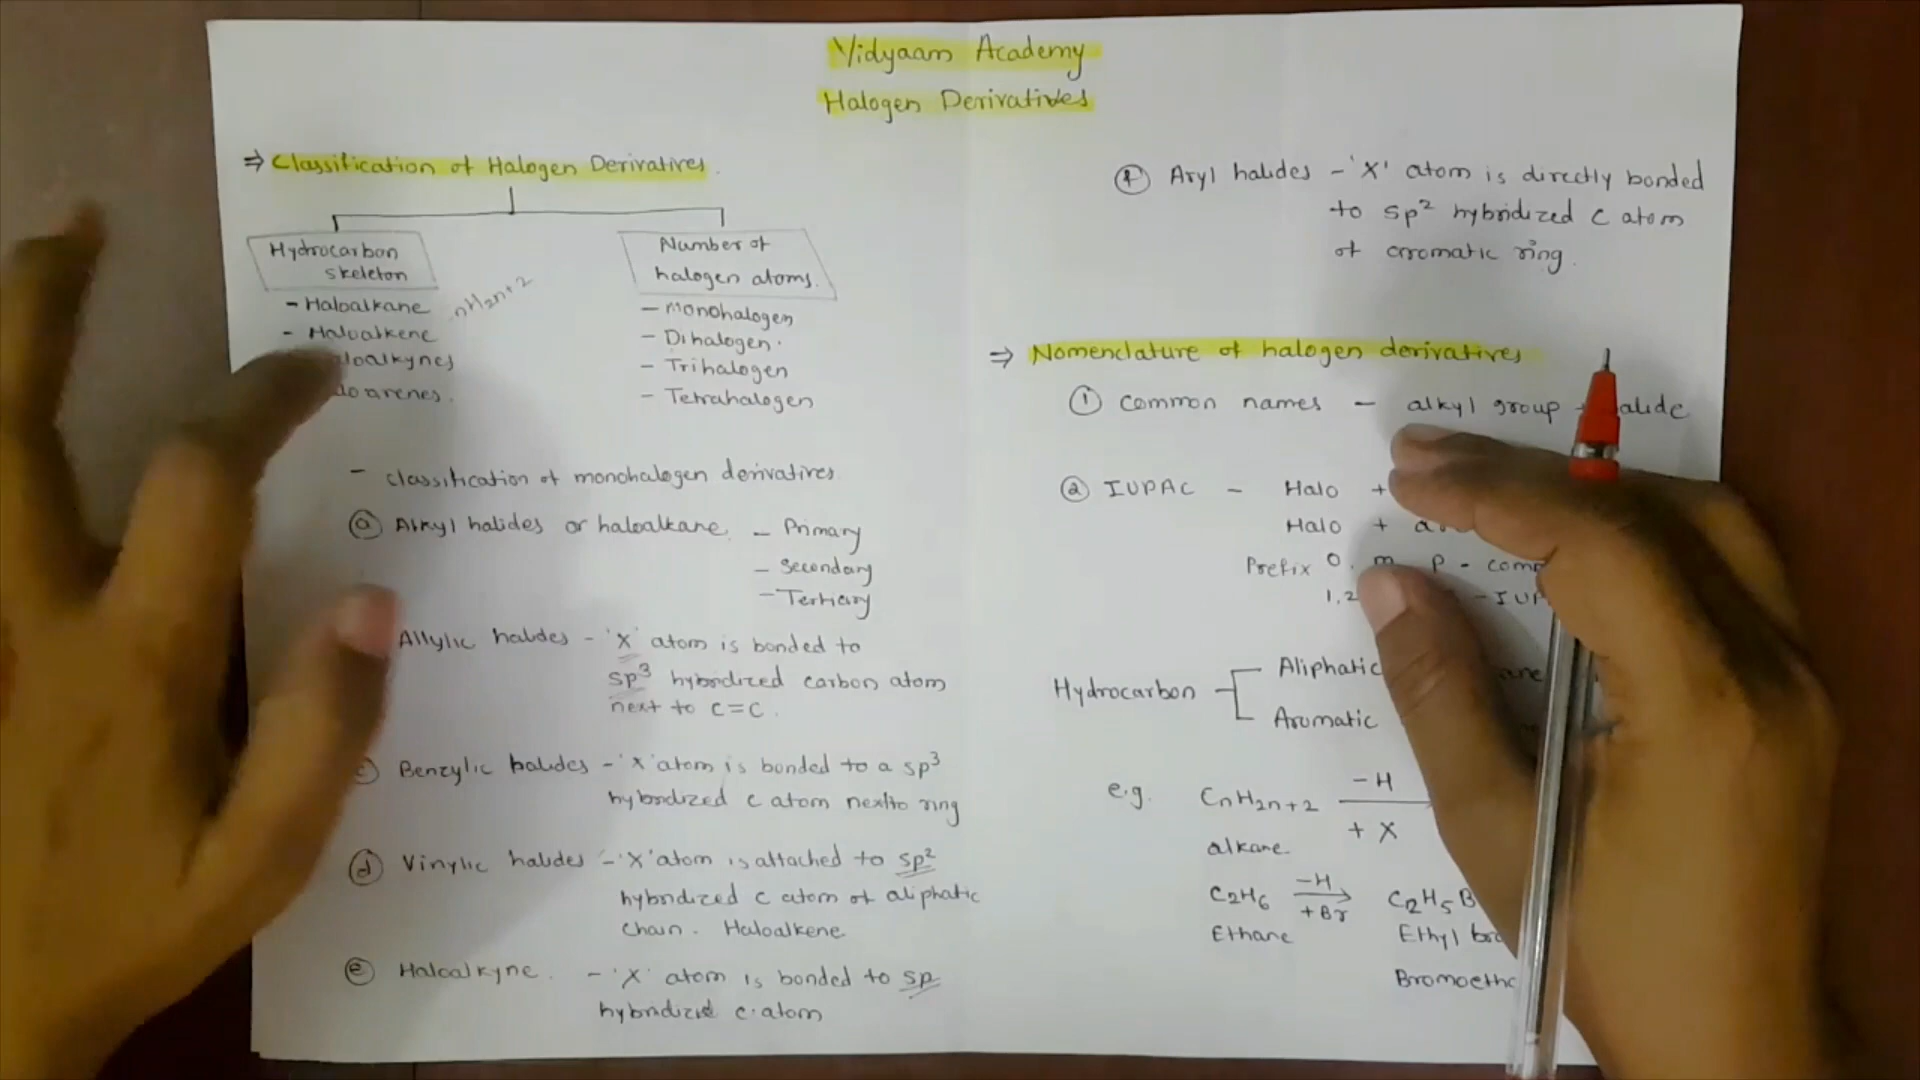 Vidyaam Academy
Halogen Derivatives
⇒ Classification of Halogen Derivatives.
Hydrocarbon
skeleton
- Haloalkane
nH2n+2
- Haloalkene
Number of
halogen atoms.
- Monohalogen
- Dihalogen.
- Trihalogen
- Tetrahalogen
- classification of monohalogen derivatives.
ⓐ Alkyl halides or haloalkane. - Primary
- Secondary
- Tertiary
Allylic halides - 'X' atom is bonded to
sp³ hybridized carbon atom
next to C=C.
Benzylic halides - 'X' atom is bonded to a sp³
hybridized C atom next to ring
ⓓ Vinylic halides - 'X' atom is attached to sp²
hybridized C atom of aliphatic
chain. Haloalkene
ⓔ Haloalkyne. - 'X' atom is bonded to sp
hybridized C.atom
ⓕ Aryl halides - 'X' atom is directly bonded
to sp² hybridized C atom
of aromatic ring.
⇒ Nomenclature of halogen derivatives
① Common names - alkyl group
② IUPAC - Halo +
Halo +
Prefix o, m, p -
1,2
Hydrocarbon
Aliphatic
Aromatic
e.g. CnH2n+2 -H
+ X
alkane.
C2H6 -H +Br C2H5B
Ethane Ethyl